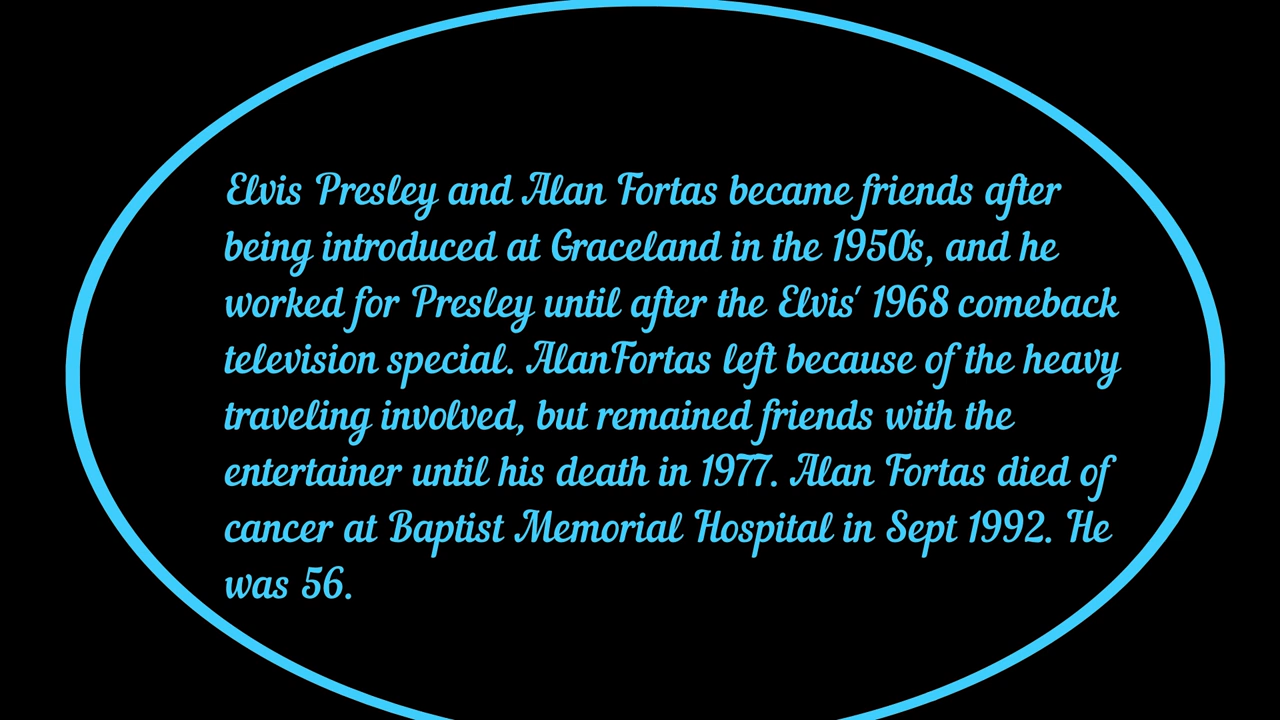 Elvis Presley and Alan Fortas became friends after
being introduced at Graceland in the 1950's, and he
worked for Presley until after the Elvis' 1968 comeback
television special. AlanFortas left because of the heavy
traveling involved, but remained friends with the
entertainer until his death in 1977. Alan Fortas died of
cancer at Baptist Memorial Hospital in Sept 1992. He
was 56.